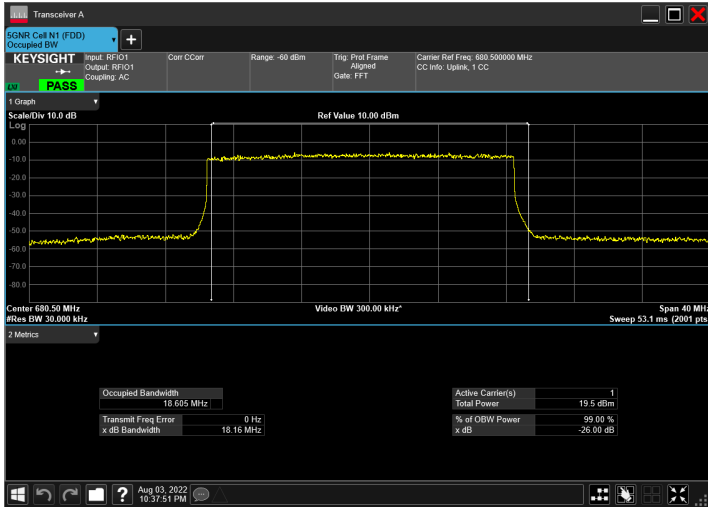 Transceiver A
5GNR Cell N1 (FDD)
Occupied BW
KEYSIGHT
LXI
PASS
Input: RFIO1
Output: RFIO1
Coupling: AC
Corr CCorr
Range: -60 dBm
Trig: Prot Frame
Aligned
Gate: FFT
Carrier Ref Freq: 680.500000 MHz
CC Info: Uplink, 1 CC
1 Graph
Scale/Div 10.0 dB
Ref Value 10.00 dBm
Log
0.00
-10.0
-20.0
-30.0
-40.0
-50.0
-60.0
-70.0
-80.0
Center 680.50 MHz
#Res BW 30.000 kHz
Video BW 300.00 kHz*
Span 40 MHz
Sweep 53.1 ms (2001 pts
2 Metrics
Occupied Bandwidth
18.605 MHz
Transmit Freq Error 0 Hz
x dB Bandwidth 18.16 MHz
Active Carrier(s) 1
Total Power 19.5 dBm
% of OBW Power 99.00 %
x dB -26.00 dB
?
Aug 03, 2022
10:37:51 PM